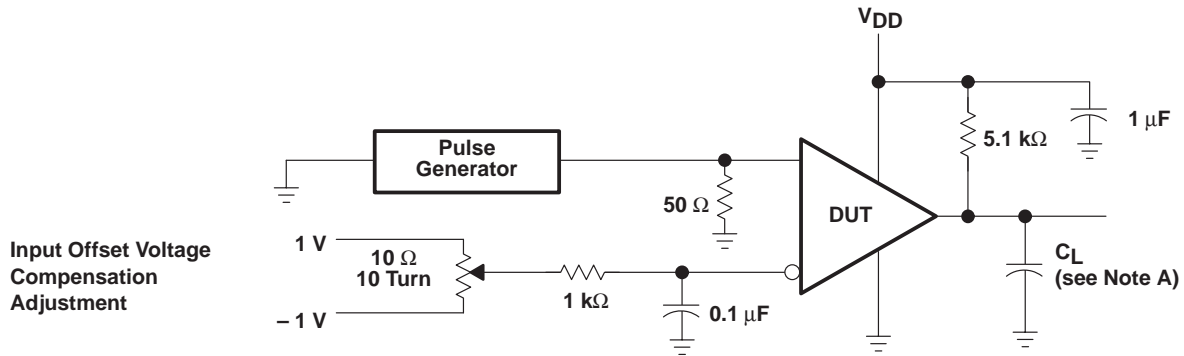 VDD
Pulse
Generator
1 μF
5.1 kΩ
50 Ω
DUT
Input Offset Voltage
Compensation
Adjustment
1 V
10 Ω
10 Turn
– 1 V
1 kΩ
0.1 μF
CL
(see Note A)